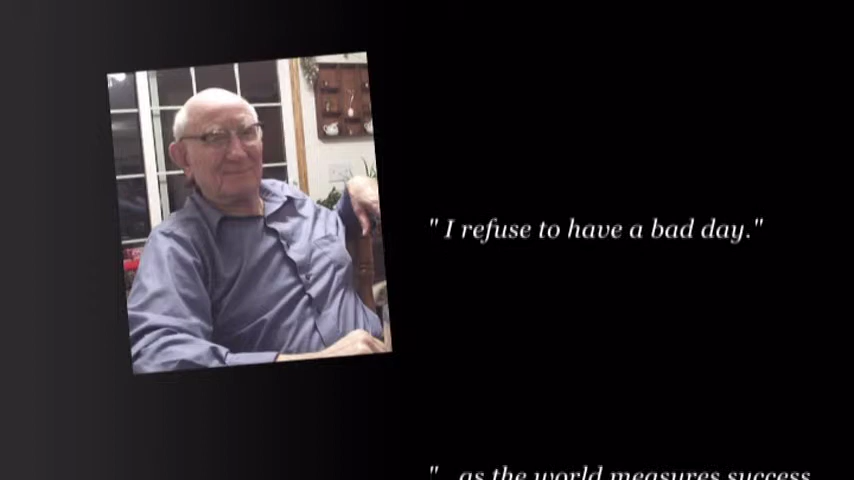 " I refuse to have a bad day."
"...as the world measures success